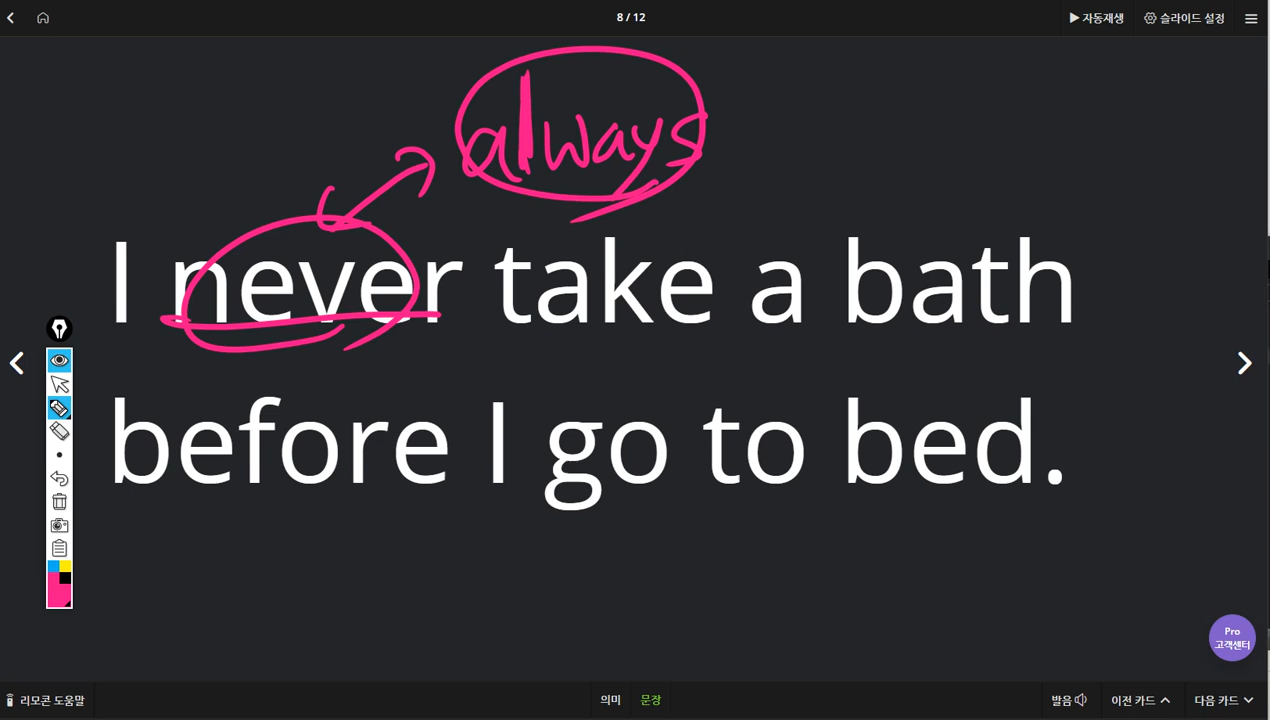 8 / 12
자동재생
슬라이드 설정
always
I never take a bath
before I go to bed.
Pro
고객센터
리모콘 도움말
의미
문장
발음
이전 카드
다음 카드